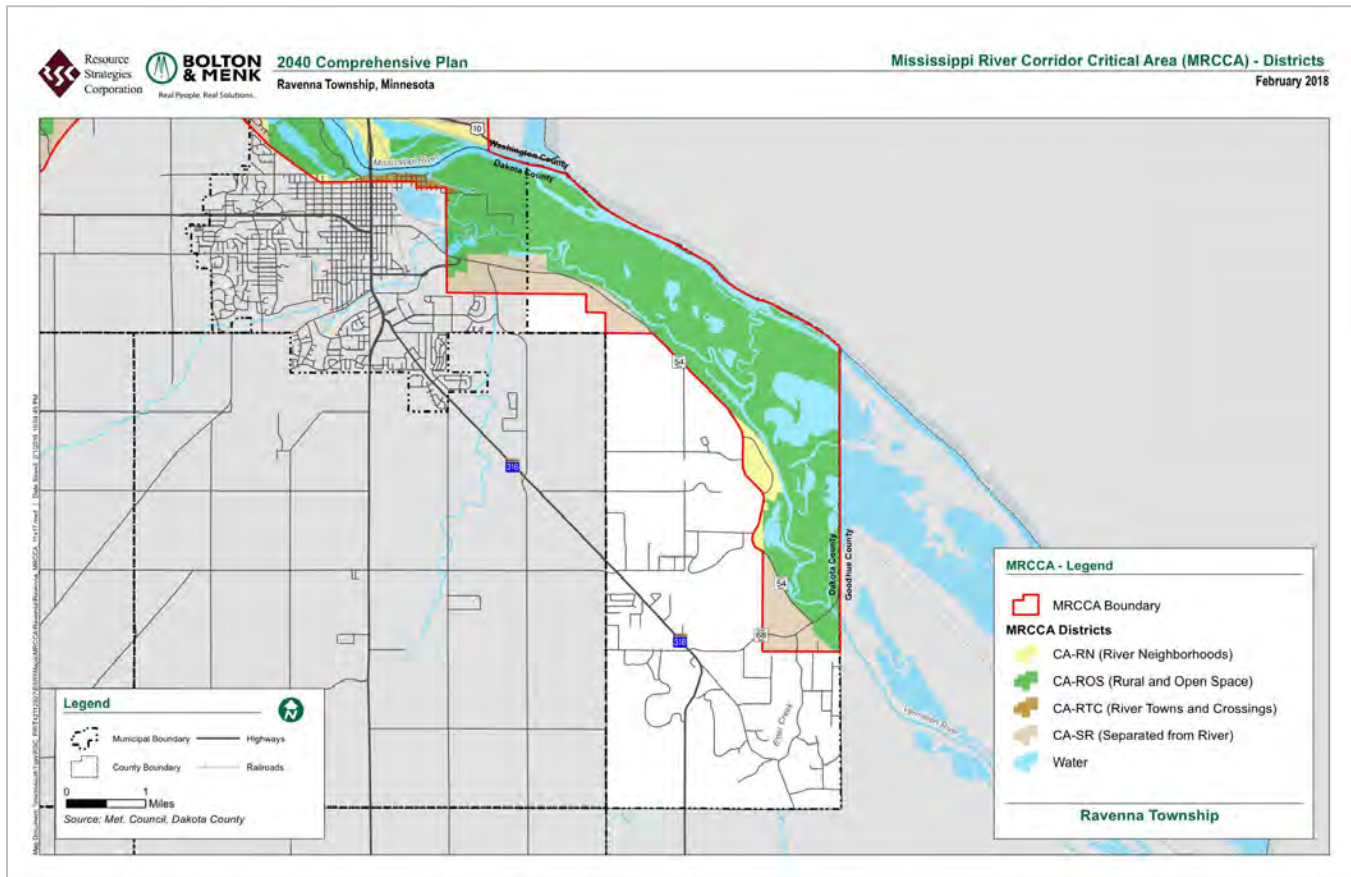 Resource
Strategies
Corporation
RSC
BOLTON
& MENK
Real People. Real Solutions.
2040 Comprehensive Plan
Ravenna Township, Minnesota
Mississippi River Corridor Critical Area (MRCCA) - Districts
February 2018
10
Washington County
Dakota County
Mississippi River
54
316
Dakota County
Goodhue County
54
68
316
Vermillion River
MRCCA - Legend
MRCCA Boundary
MRCCA Districts
CA-RN (River Neighborhoods)
CA-ROS (Rural and Open Space)
CA-RTC (River Towns and Crossings)
CA-SR (Separated from River)
Water
Ravenna Township
Legend
N
Municipal Boundary
Highways
County Boundary
Railroads
0 1
Miles
Source: Met. Council, Dakota County